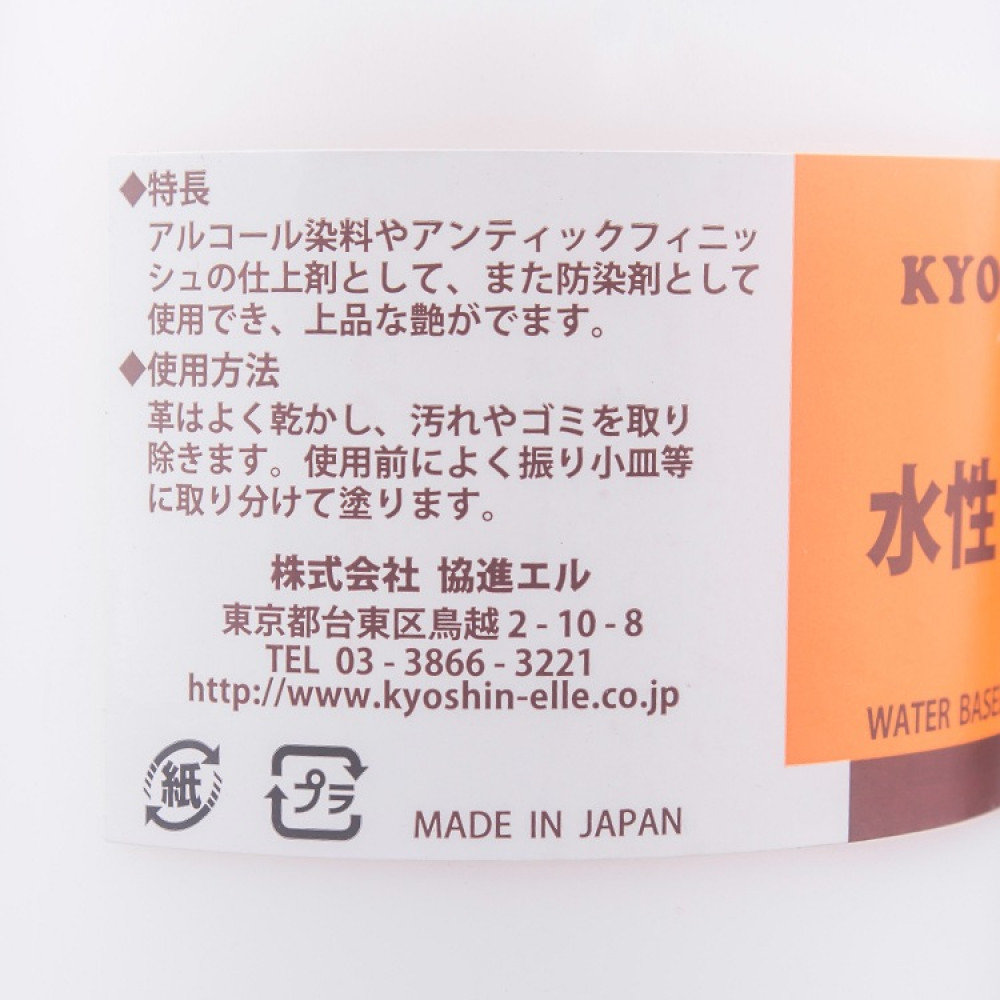 ◆特長
アルコール染料やアンティックフィニッ
シュの仕上剤として、また防染剤として
使用でき、上品な艶がでます。
◆使用方法
革はよく乾かし、汚れやゴミを取り
除きます。使用前によく振り小皿等
に取り分けて塗ります。
株式会社 協進エル
東京都台東区鳥越 2 - 10 - 8
TEL 03 - 3866 - 3221
http://www.kyoshin-elle.co.jp
紙
プラ
MADE IN JAPAN
KYO
水性
WATER BASE